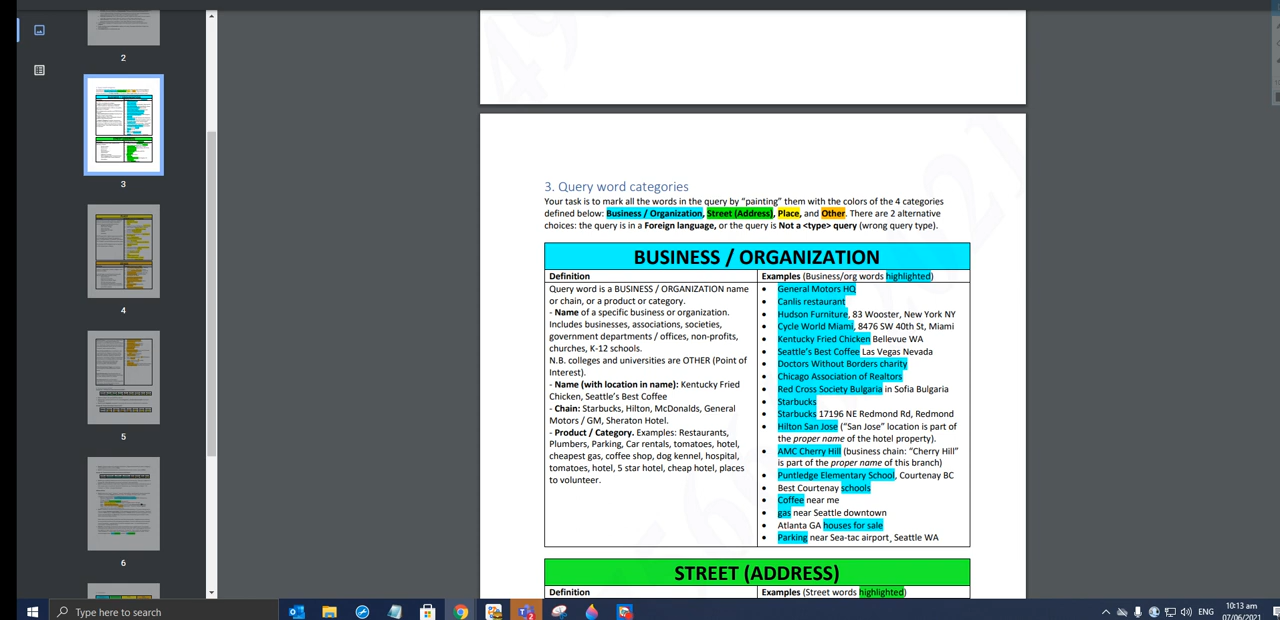 2
3
4
5
6
3. Query word categories
Your task is to mark all the words in the query by “painting” them with the colors of the 4 categories
defined below: Business / Organization, Street (Address), Place, and Other. There are 2 alternative
choices: the query is in a Foreign language, or the query is Not a <type> query (wrong query type).
BUSINESS / ORGANIZATION
Definition
Query word is a BUSINESS / ORGANIZATION name
or chain, or a product or category.
- Name of a specific business or organization.
Includes businesses, associations, societies,
government departments / offices, non-profits,
churches, K-12 schools.
N.B. colleges and universities are OTHER (Point of
Interest).
- Name (with location in name): Kentucky Fried
Chicken, Seattle’s Best Coffee
- Chain: Starbucks, Hilton, McDonalds, General
Motors / GM, Sheraton Hotel.
- Product / Category. Examples: Restaurants,
Plumbers, Parking, Car rentals, tomatoes, hotel,
cheapest gas, coffee shop, dog kennel, hospital,
tomatoes, hotel, 5 star hotel, cheap hotel, places
to volunteer.
Examples (Business/org words highlighted)
• General Motors HQ
• Canlis restaurant
• Hudson Furniture, 83 Wooster, New York NY
• Cycle World Miami, 8476 SW 40th St, Miami
• Kentucky Fried Chicken Bellevue WA
• Seattle’s Best Coffee Las Vegas Nevada
• Doctors Without Borders charity
• Chicago Association of Realtors
• Red Cross Society Bulgaria in Sofia Bulgaria
• Starbucks
• Starbucks 17196 NE Redmond Rd, Redmond
• Hilton San Jose (“San Jose” location is part of
the proper name of the hotel property).
• AMC Cherry Hill (business chain: “Cherry Hill”
is part of the proper name of this branch)
• Puntledge Elementary School, Courtenay BC
• Best Courtenay schools
• Coffee near me
• gas near Seattle downtown
• Atlanta GA houses for sale
• Parking near Sea-tac airport, Seattle WA
STREET (ADDRESS)
Definition
Examples (Street words highlighted)
Type here to search
ENG
10:13 am
07/06/2021